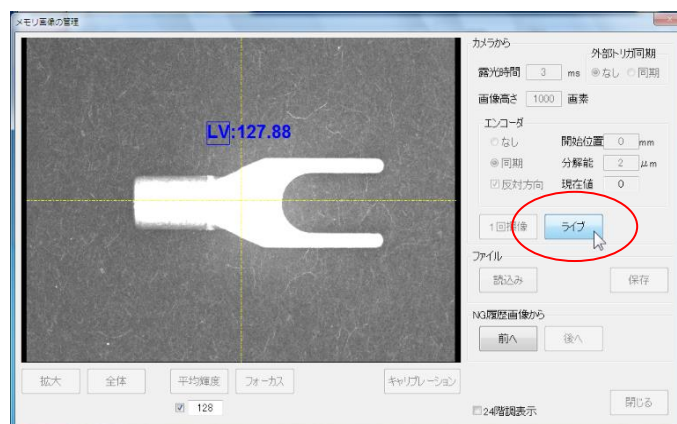 メモリ画像の管理
LV:127.88
カメラから
外部トリガ同期
露光時間 3 ms なし 同期
画像高さ 1000 画素
エンコーダ
なし 開始位置 0 mm
同期 分解能 2 μm
反対方向 現在値 0
1回撮像 ライブ
ファイル
読込み 保存
NG履歴画像から
前へ 後へ
拡大 全体 平均輝度 フォーカス キャリブレーション
128
24階調表示 閉じる